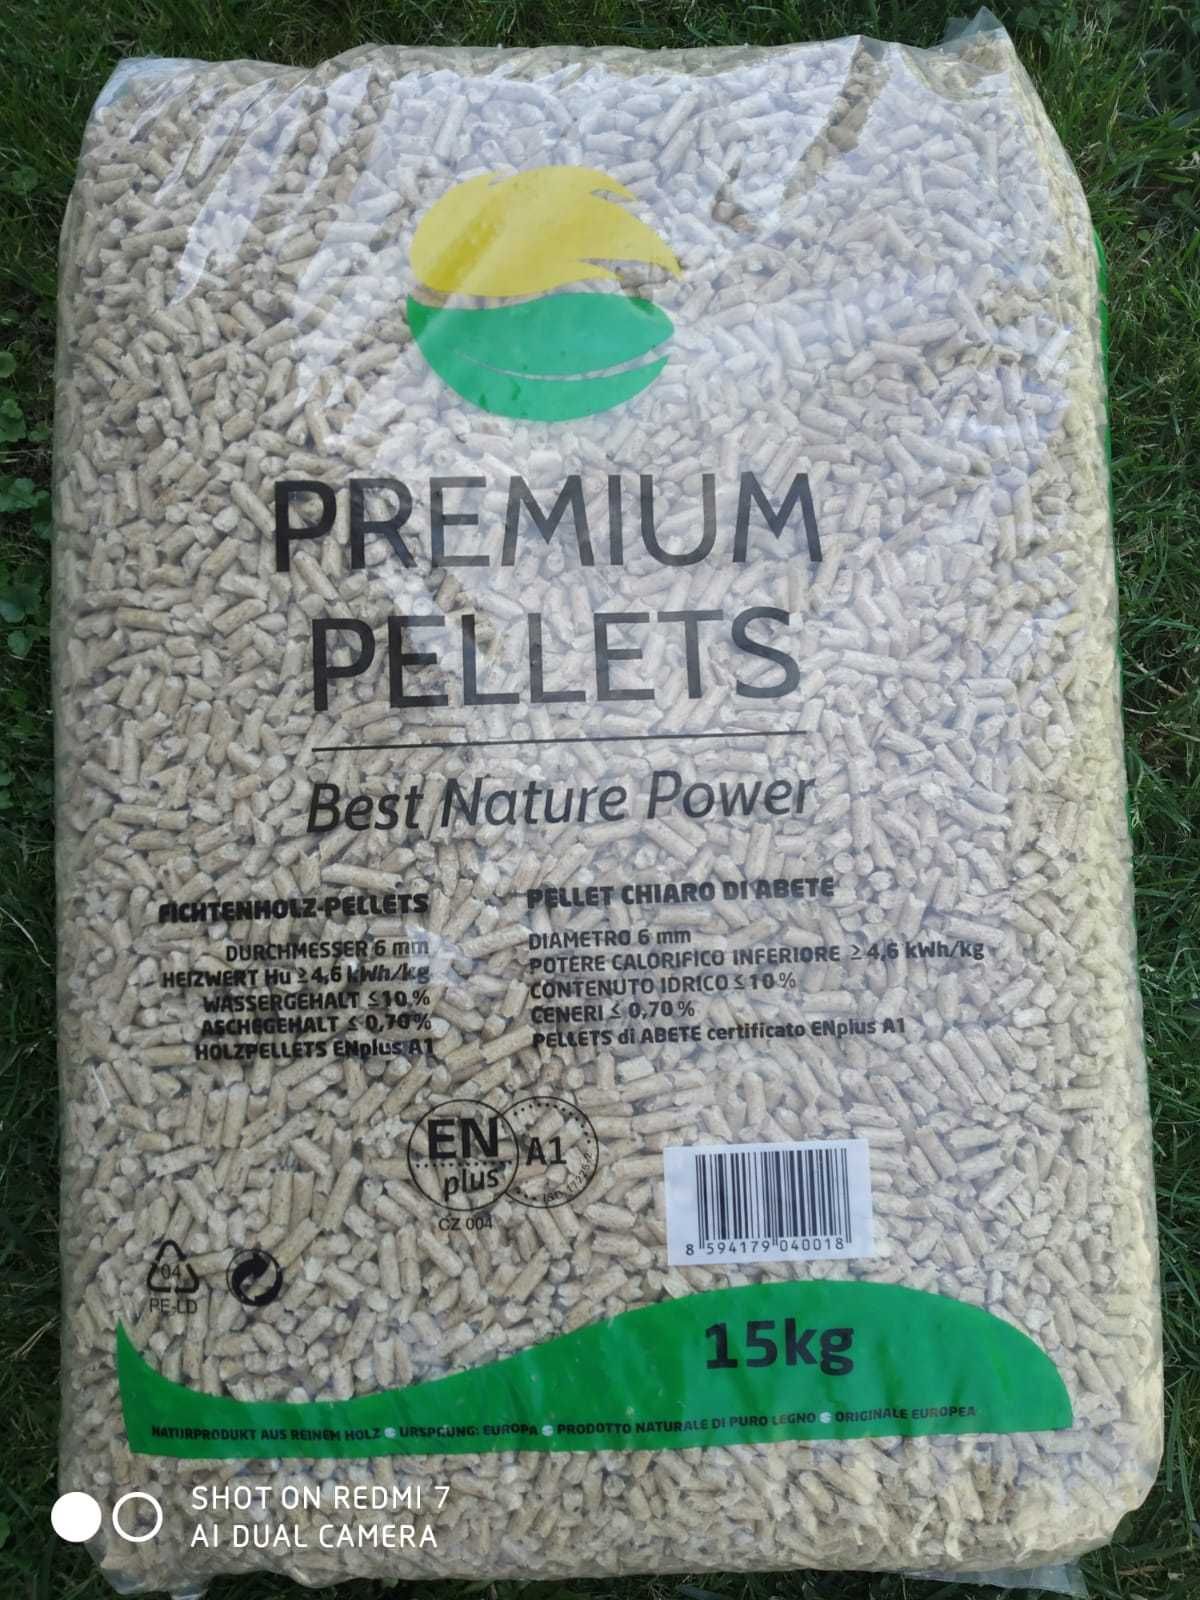 PREMIUM
PELLETS
Best Nature Power
FICHTENHOLZ-PELLETS
DURCHMESSER 6 mm
HEIZWERT Hu ≥ 4,6 kWh/kg
WASSERGEHALT ≤ 10 %
ASCHEGEHALT ≤ 0,70 %
HOLZPELLETS ENplus A1
PELLET CHIARO DI ABETE
DIAMETRO 6 mm
POTERE CALORIFICO INFERIORE ≥ 4,6 kWh/kg
CONTENUTO IDRICO ≤ 10 %
CENERI ≤ 0,70 %
PELLETS di ABETE certificato ENplus A1
EN
plus
A1
ISO 17225-2
CZ 004
8 594179 040018
04
PE-LD
15kg
NATURPRODUKT AUS REINEM HOLZ URSPRUNG: EUROPA PRODOTTO NATURALE DI PURO LEGNO ORIGINALE EUROPEA
SHOT ON REDMI 7
AI DUAL CAMERA